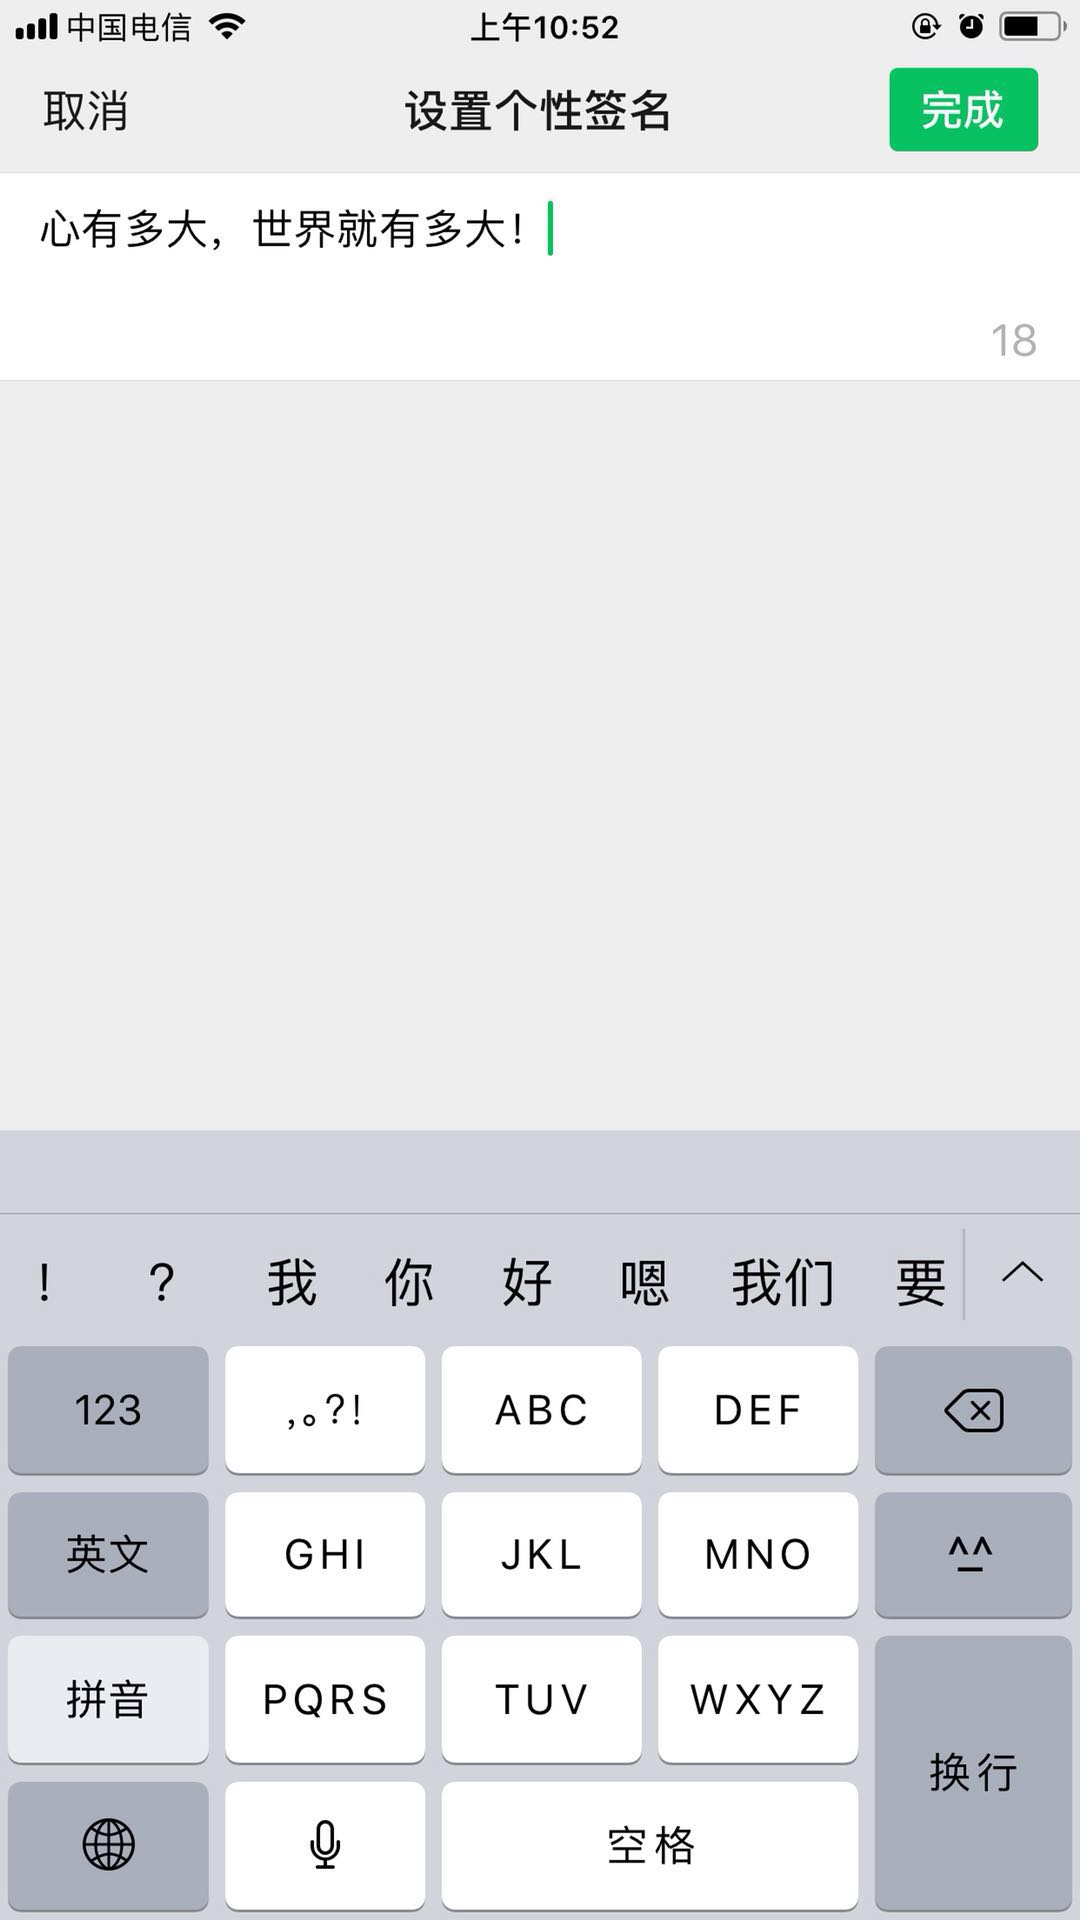 中国电信 上午10:52
取消 设置个性签名 完成
心有多大，世界就有多大！
18
！ ？ 我 你 好 嗯 我们 要
123 ,。?! ABC DEF
英文 GHI JKL MNO ^^
拼音 PQRS TUV WXYZ
换行
空格